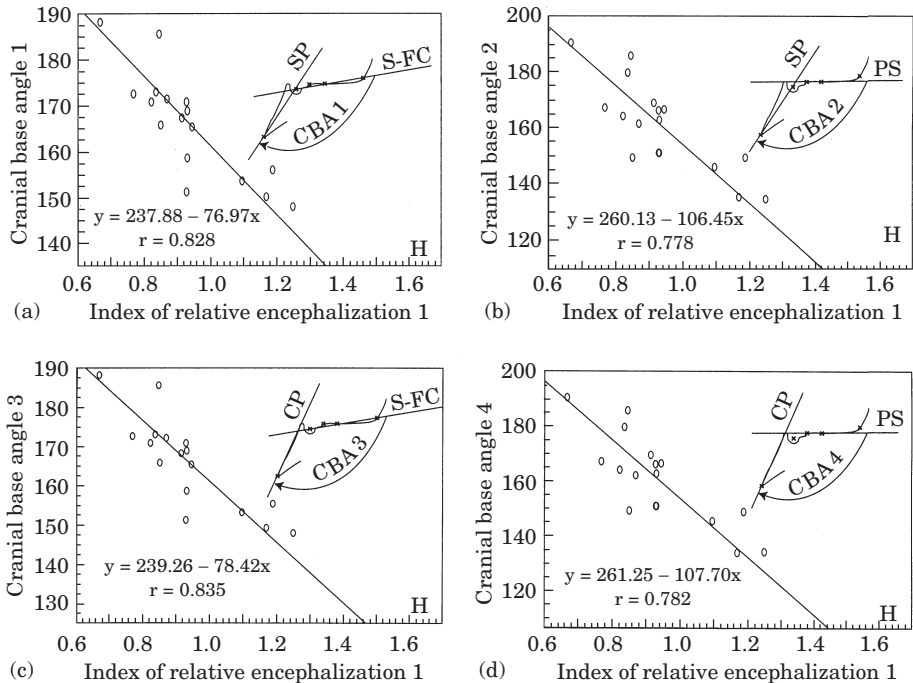 190
180
170
160
150
140
Cranial base angle 1
SP
S-FC
CBA 1
y = 237.88 – 76.97x
r = 0.828
H
0.6 0.8 1.0 1.2 1.4 1.6
(a) Index of relative encephalization 1
200
180
160
140
120
Cranial base angle 2
SP
PS
CBA 2
y = 260.13 – 106.45x
r = 0.778
H
0.6 0.8 1.0 1.2 1.4 1.6
(b) Index of relative encephalization 1
190
180
170
160
150
140
130
Cranial base angle 3
CP
S-FC
CBA 3
y = 239.26 – 78.42x
r = 0.835
H
0.6 0.8 1.0 1.2 1.4 1.6
(c) Index of relative encephalization 1
200
180
160
140
120
Cranial base angle 4
CP
PS
CBA 4
y = 261.25 – 107.70x
r = 0.782
H
0.6 0.8 1.0 1.2 1.4 1.6
(d) Index of relative encephalization 1